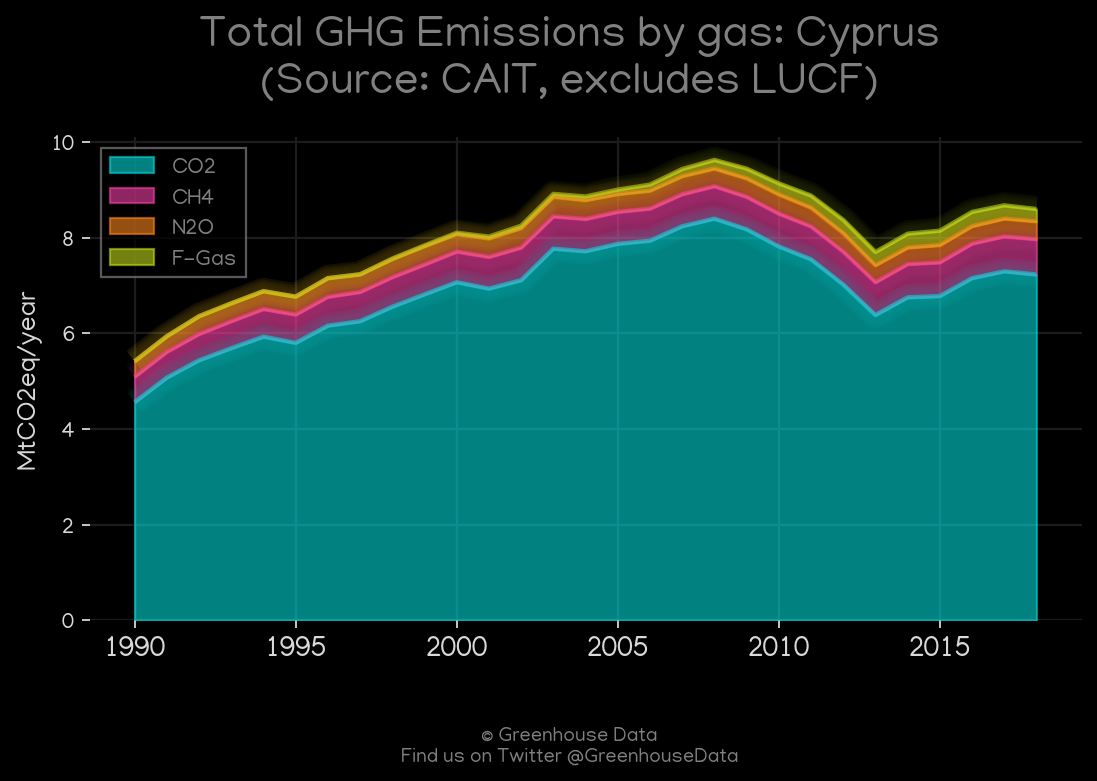 Total GHG Emissions by gas: Cyprus
(Source: CAIT, excludes LUCF)
10
8
6
4
2
0
MtCO2eq/year
CO2
CH4
N2O
F-Gas
1990 1995 2000 2005 2010 2015
© Greenhouse Data
Find us on Twitter @GreenhouseData